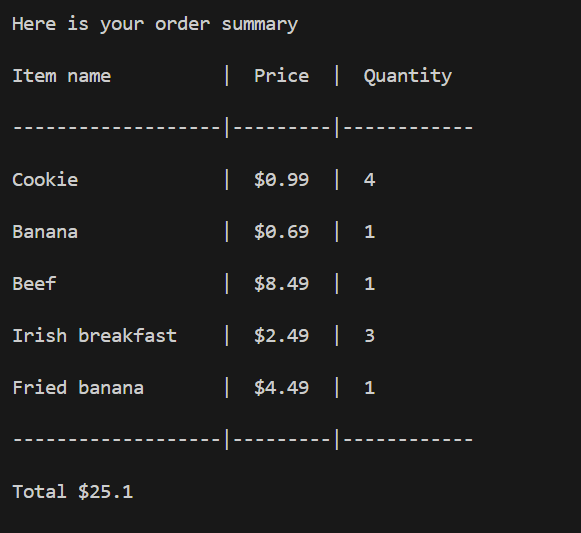 Here is your order summary
Item name          |  Price  |  Quantity
-------------------|---------|------------
Cookie             |  $0.99  |  4
Banana             |  $0.69  |  1
Beef               |  $8.49  |  1
Irish breakfast    |  $2.49  |  3
Fried banana       |  $4.49  |  1
-------------------|---------|------------
Total $25.1